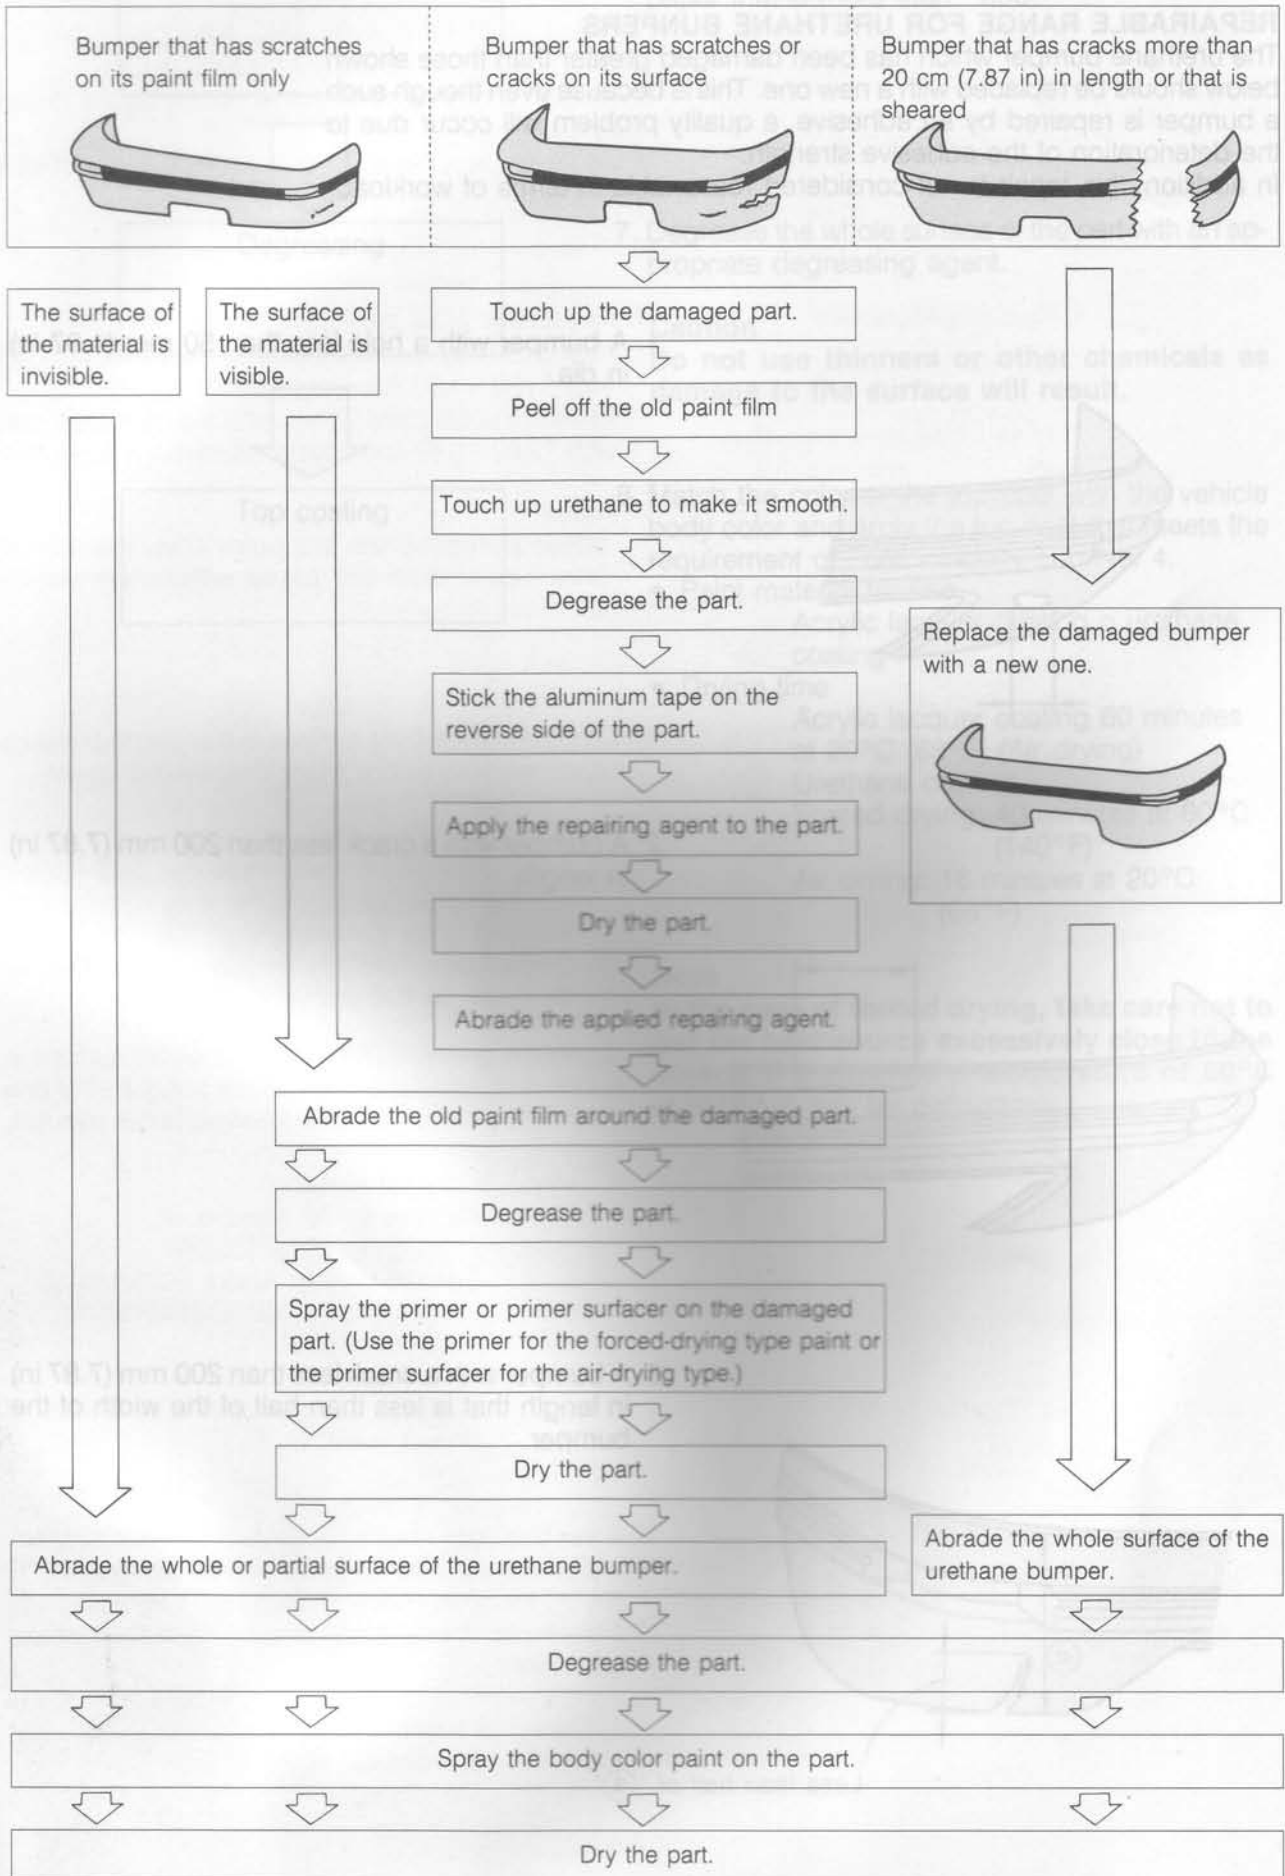 Bumper that has scratches
on its paint film only
Bumper that has scratches or
cracks on its surface
Bumper that has cracks more than
20 cm (7.87 in) in length or that is
sheared
The surface of
the material is
invisible.
The surface of
the material is
visible.
Touch up the damaged part.
Peel off the old paint film
Touch up urethane to make it smooth.
Degrease the part.
Stick the aluminum tape on the
reverse side of the part.
Apply the repairing agent to the part.
Dry the part.
Abrade the applied repairing agent.
Replace the damaged bumper
with a new one.
Abrade the old paint film around the damaged part.
Degrease the part.
Spray the primer or primer surfacer on the damaged
part. (Use the primer for the forced-drying type paint or
the primer surfacer for the air-drying type.)
Dry the part.
Abrade the whole or partial surface of the urethane bumper.
Abrade the whole surface of the
urethane bumper.
Degrease the part.
Spray the body color paint on the part.
Dry the part.